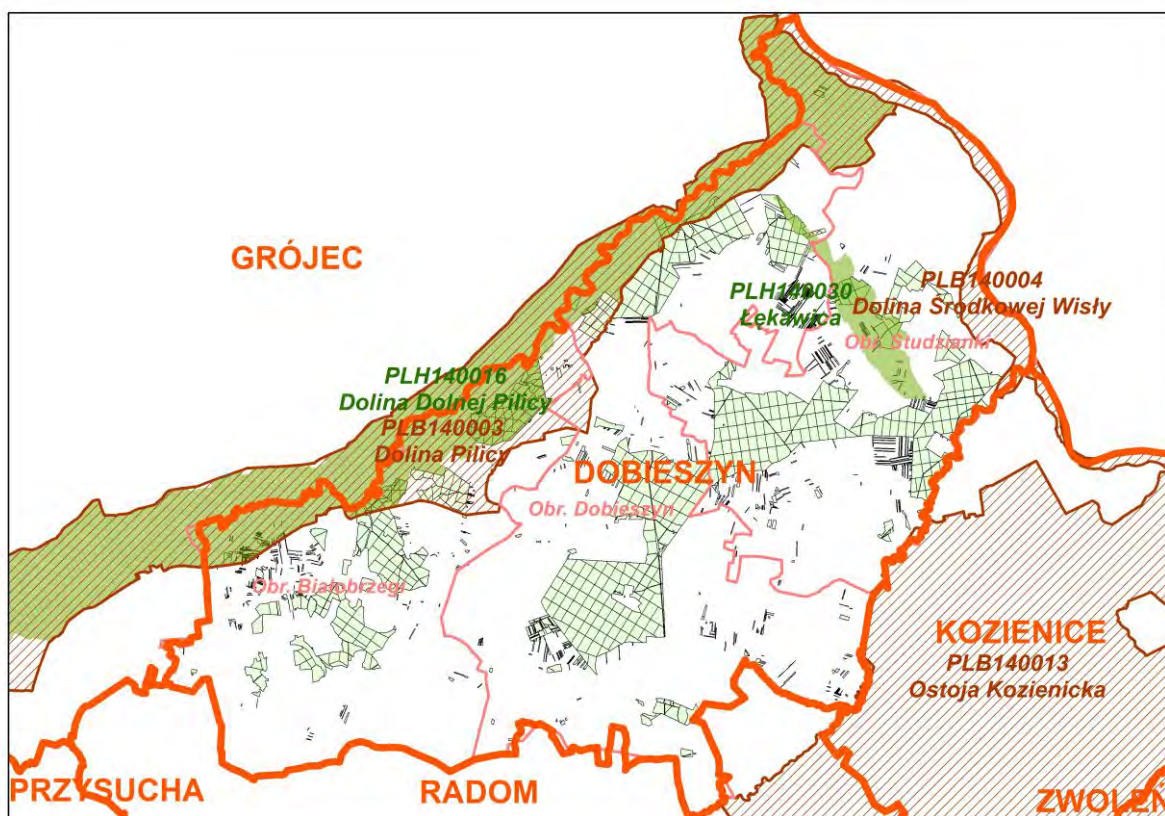 GRÓJEC
PLB140004
Dolina Środkowej Wisły
PLH140030
Łękawica
Obr. Studzianki
PLH140016
Dolina Dolnej Pilicy
PLB140003
Dolina Pilicy
DOBIESZYN
Obr. Dobieszyn
Obr. Białobrzegi
KOZIENICE
PLB140013
Ostoja Kozienicka
PRZYSUCHA
RADOM
ZWOLEŃ